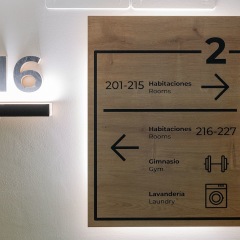 16
2
201-215 Habitaciones
Rooms
Habitaciones 216-227
Rooms
Gimnasio
Gym
Lavandería
Laundry